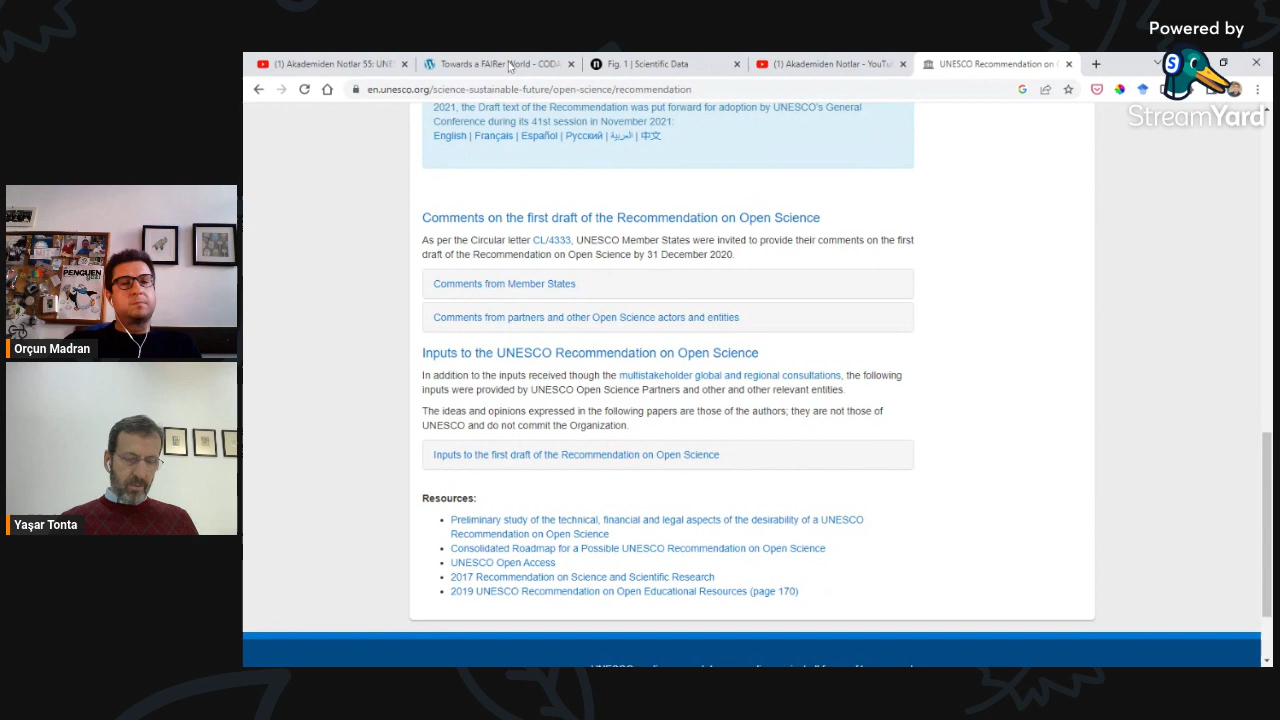 Powered by
StreamYard
(1) Akademiden Notlar 55: UNE
Towards a FAIRer World - CODA
Fig. 1 | Scientific Data
(1) Akademiden Notlar - YouTu
UNESCO Recommendation on
en.unesco.org/science-sustainable-future/open-science/recommendation
2021, the Draft text of the Recommendation was put forward for adoption by UNESCO's General
Conference during its 41st session in November 2021:
English | Français | Español | Русский | العربية | 中文
Comments on the first draft of the Recommendation on Open Science
As per the Circular letter CL/4333, UNESCO Member States were invited to provide their comments on the first
draft of the Recommendation on Open Science by 31 December 2020.
Comments from Member States
Comments from partners and other Open Science actors and entities
Inputs to the UNESCO Recommendation on Open Science
In addition to the inputs received though the multistakeholder global and regional consultations, the following
inputs were provided by UNESCO Open Science Partners and other and other relevant entities.
The ideas and opinions expressed in the following papers are those of the authors; they are not those of
UNESCO and do not commit the Organization.
Inputs to the first draft of the Recommendation on Open Science
Resources:
Preliminary study of the technical, financial and legal aspects of the desirability of a UNESCO
Recommendation on Open Science
Consolidated Roadmap for a Possible UNESCO Recommendation on Open Science
UNESCO Open Access
2017 Recommendation on Science and Scientific Research
2019 UNESCO Recommendation on Open Educational Resources (page 170)
PENGUEN
Orçun Madran
Yaşar Tonta